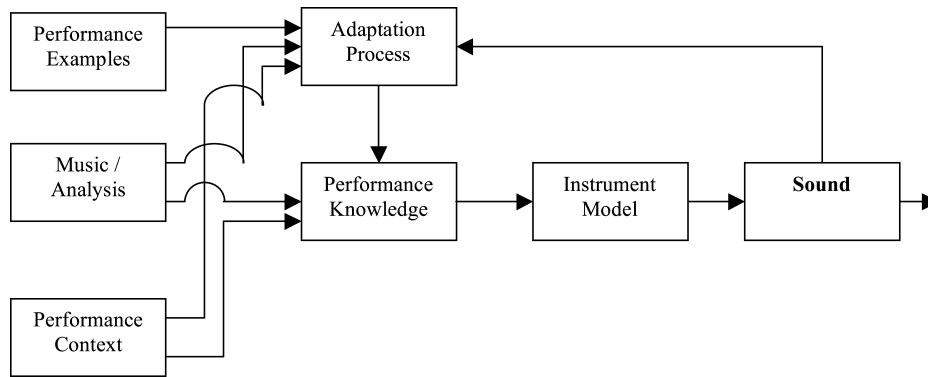 Performance
Examples
Adaptation
Process
Music /
Analysis
Performance
Knowledge
Instrument
Model
Sound
Performance
Context